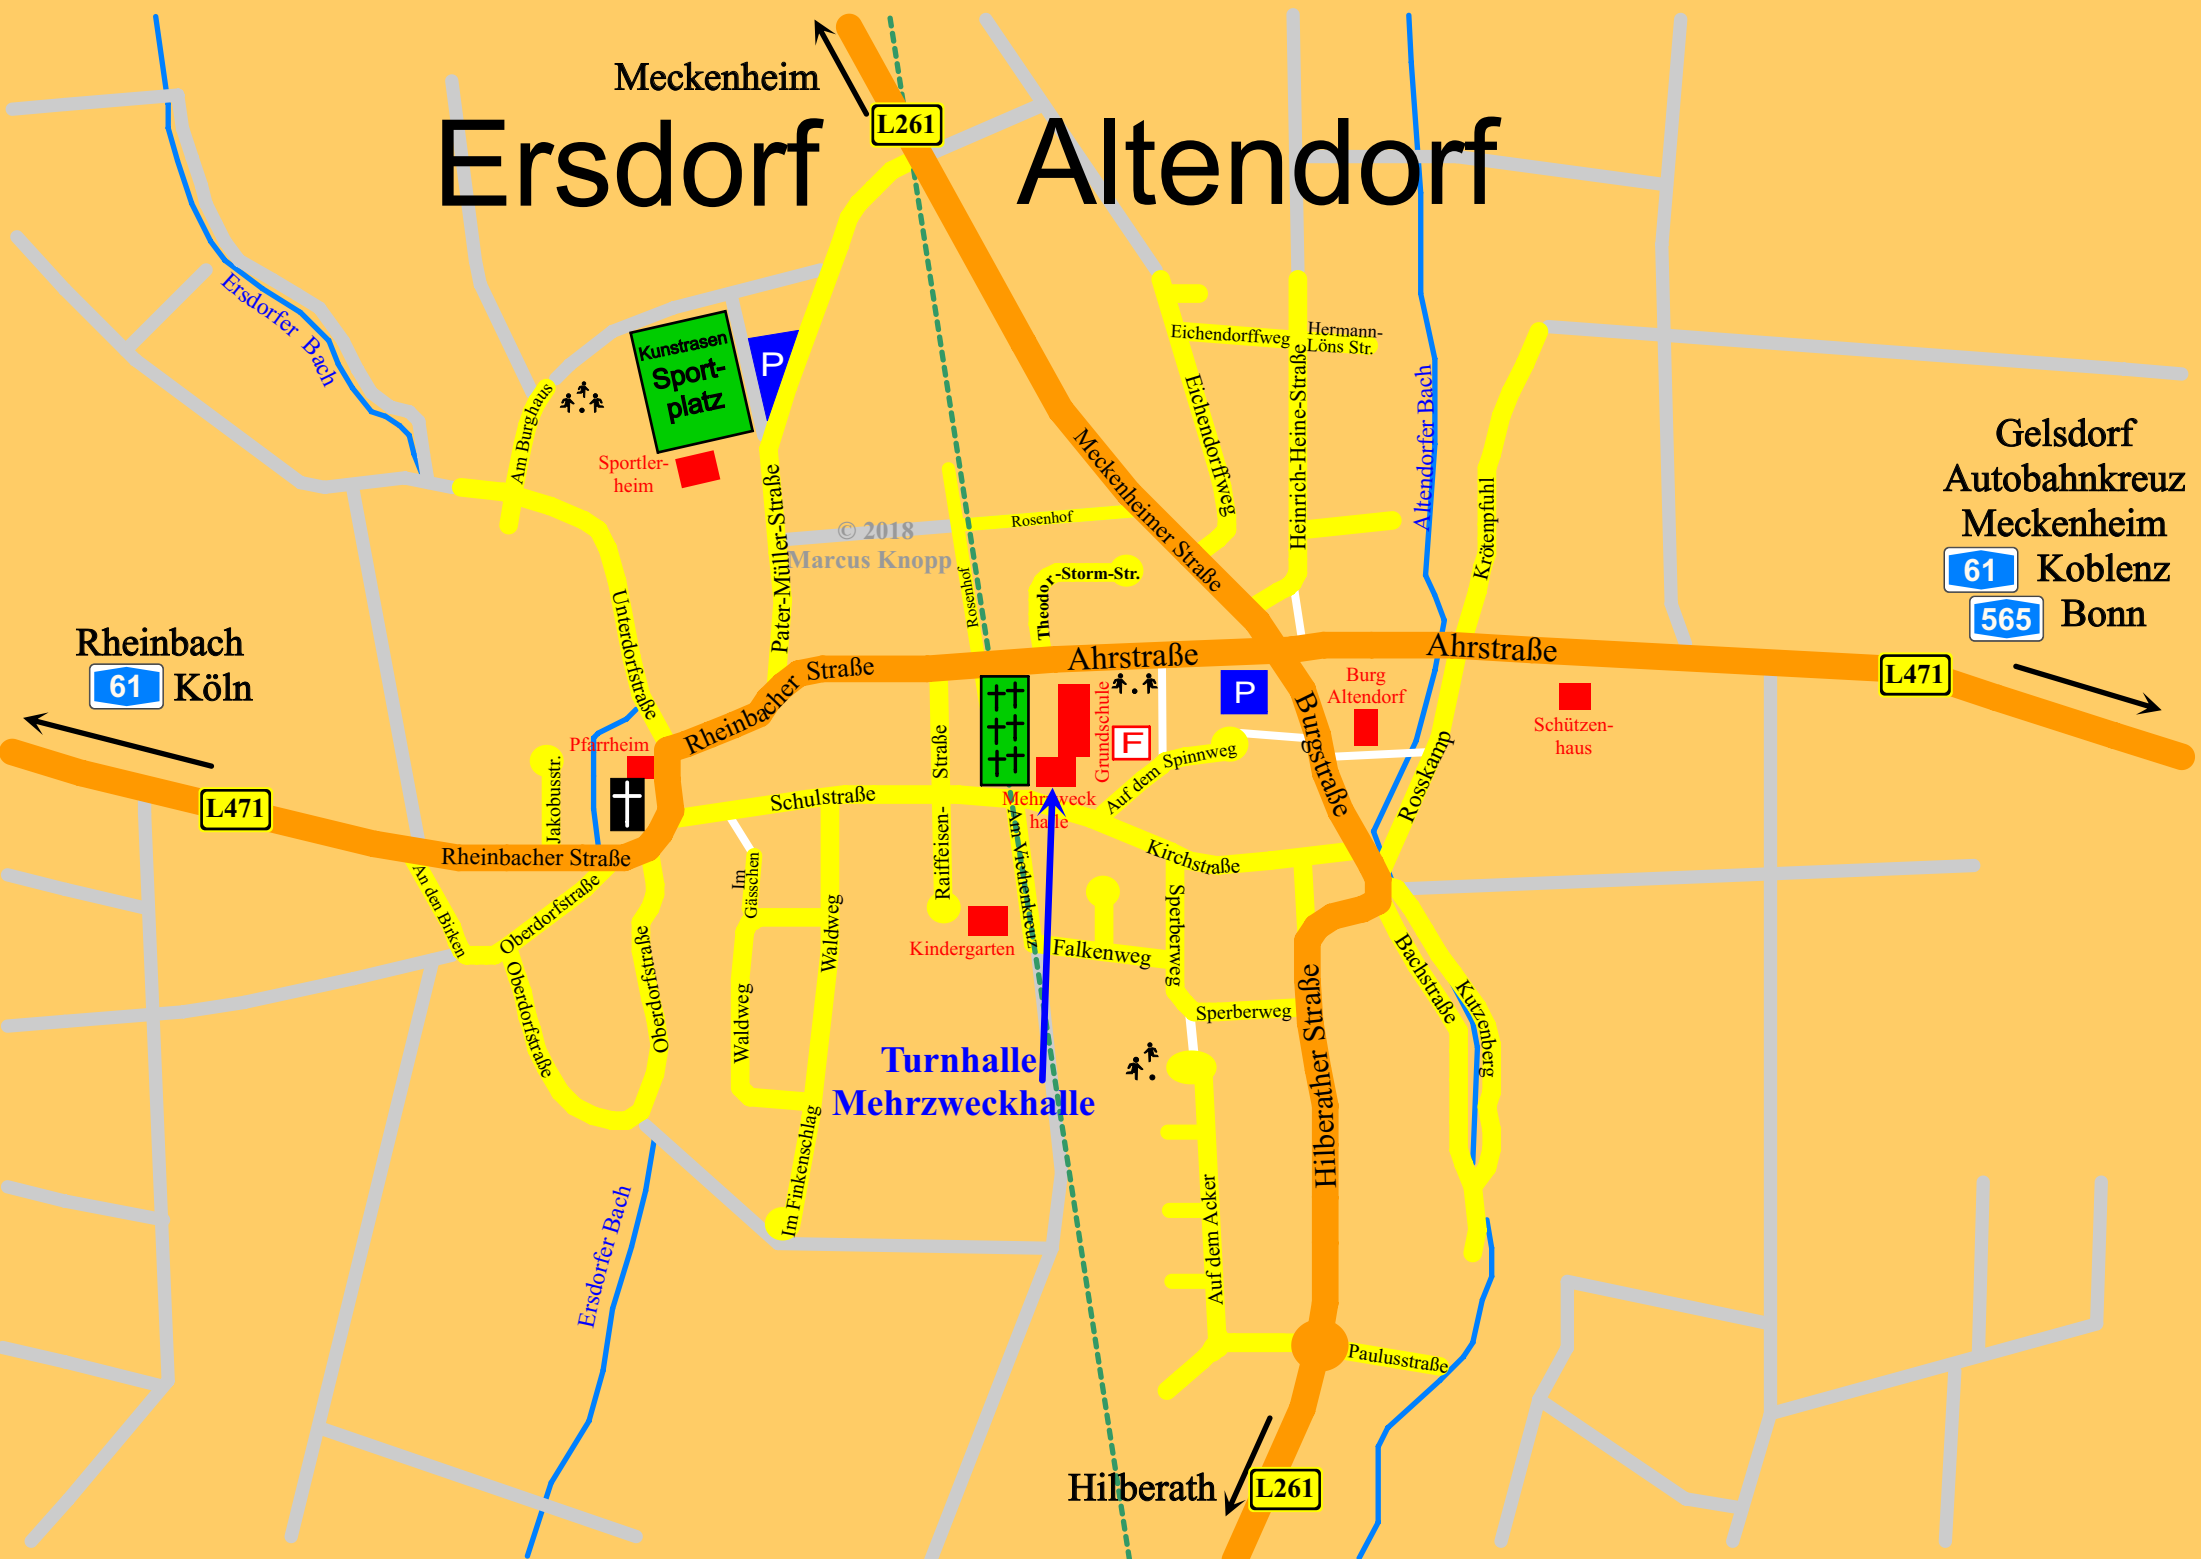 Meckenheim
L261
Ersdorf
Altendorf
Ersdorfer Bach
Kunstrasen
Sport-
platz
P
Eichendorffweg
Hermann-
Löns Str.
Am Burghaus
Sportler-
heim
Pater-Müller-Straße
Meckenheimer Straße
Eichendorffweg
Heinrich-Heine-Straße
Altendorfer Bach
Krötenpfuhl
Gelsdorf
Autobahnkreuz
Meckenheim
61 Koblenz
565 Bonn
© 2018
Marcus Knopp
Rosenhof
Rosenhof
Theodor-Storm-Str.
Unterdorfstraße
Rheinbach
61 Köln
L471
Rheinbacher Straße
Ahrstraße
Ahrstraße
L471
Pfarrheim
Jakobusstr.
Rheinbacher Straße
Schulstraße
Raiffeisen- Straße
Grundschule
F
P
Mehrzweck
halle
Auf dem Spinnweg
Burgstraße
Burg
Altendorf
Rosskamp
Schützen-
haus
An den Birken
Oberdorfstraße
Oberdorfstraße
Oberdorfstraße
Im
Gässchen
Waldweg
Waldweg
Kindergarten
Am Viethenkreuz
Falkenweg
Kirchstraße
Sperberweg
Sperberweg
Hilberather Straße
Bachstraße
Kutzenberg
Turnhalle
Mehrzweckhalle
Im Finkenschlag
Ersdorfer Bach
Auf dem Acker
Paulusstraße
Hilberath
L261